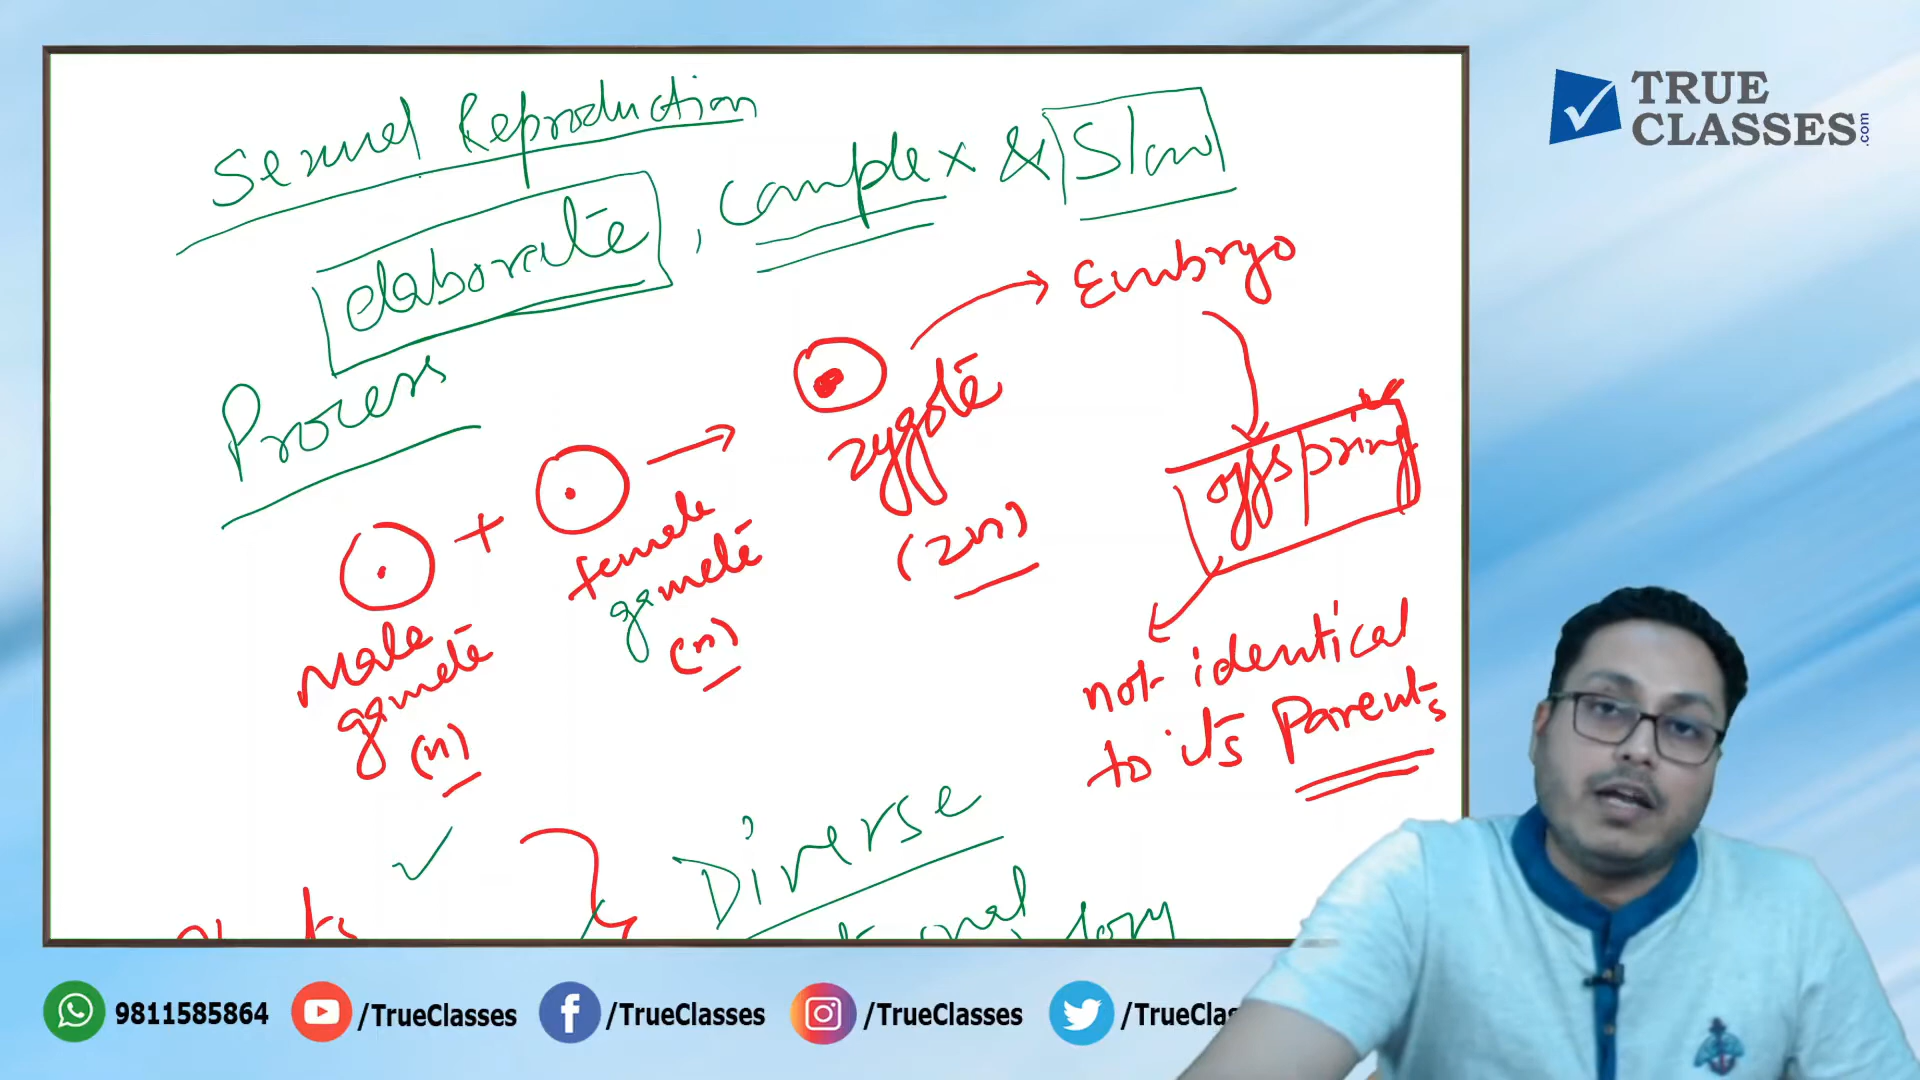 Sexual Reproduction
elaborate, complex & Slow
Process
Embryo
zygote
(2n)
offspring
+
female
gamete
(n)
Male
gamete
(n)
not identical
to its Parents
Diverse
TRUE
CLASSES.com
9811585864
/TrueClasses
/TrueClasses
/TrueClasses
/TrueClas